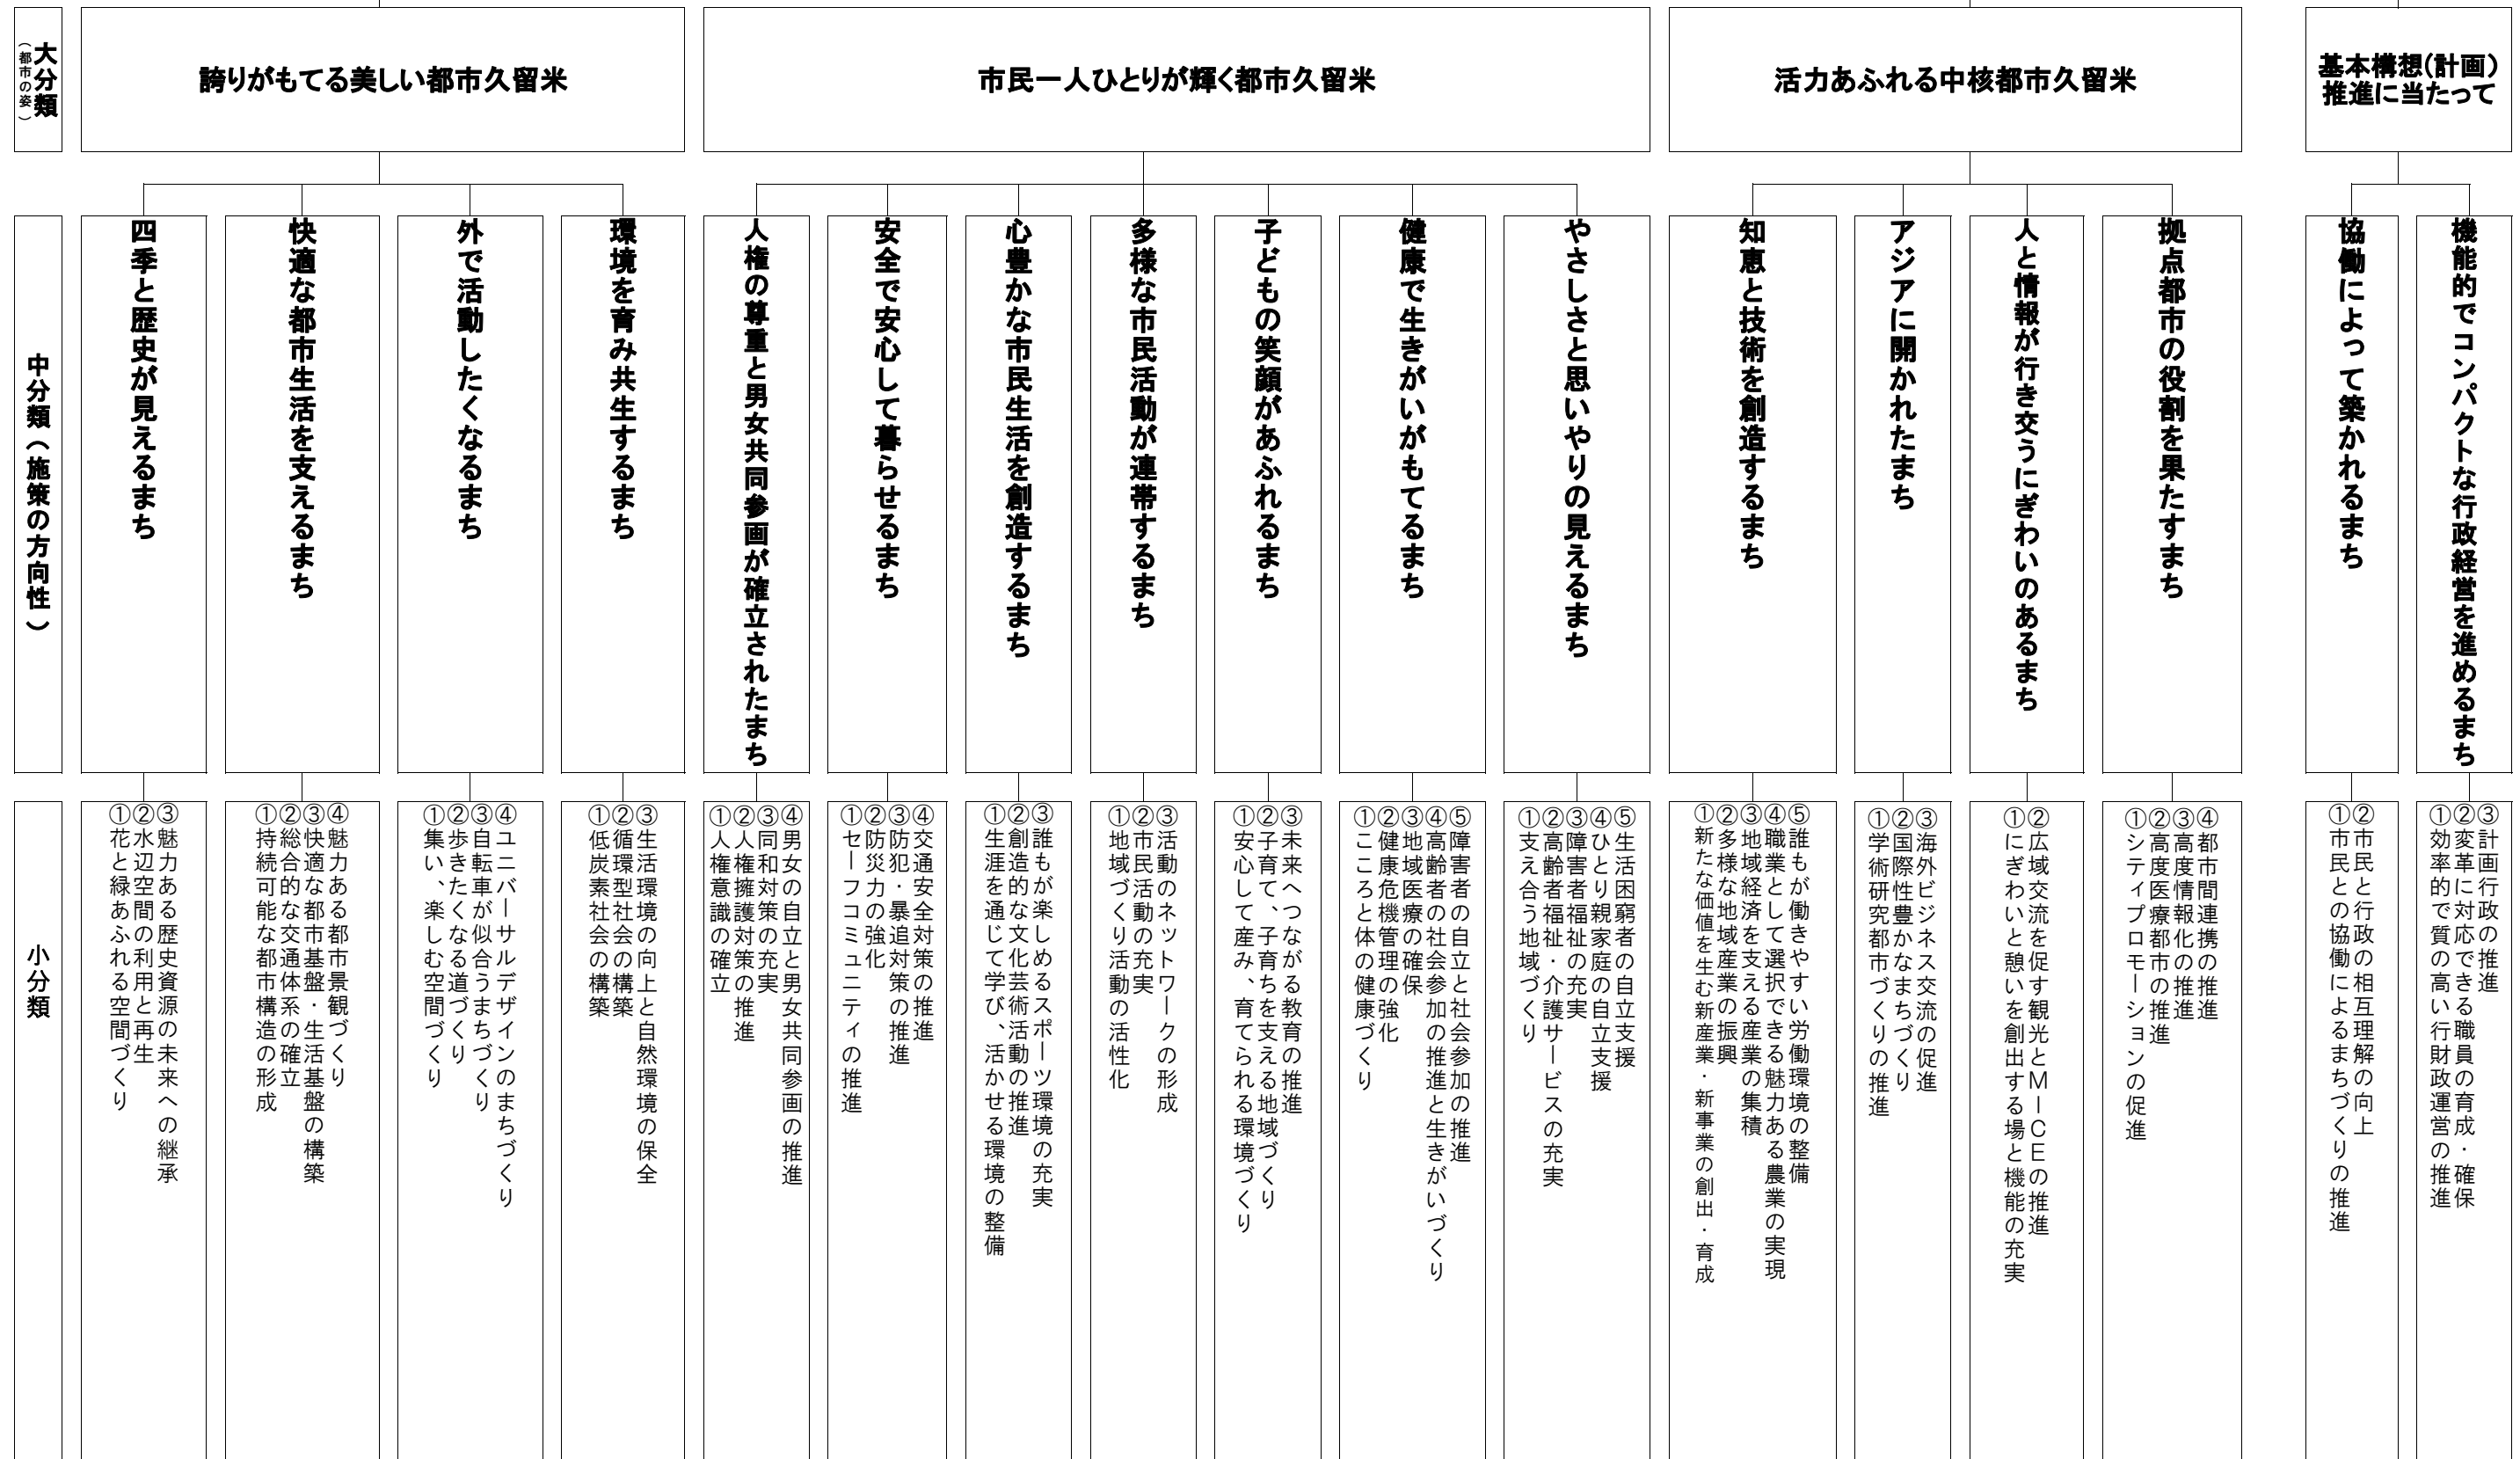 大分類
（都市の姿）
誇りがもてる美しい都市久留米
市民一人ひとりが輝く都市久留米
活力あふれる中核都市久留米
基本構想(計画)
推進に当たって
中分類（施策の方向性）
四季と歴史が見えるまち
快適な都市生活を支えるまち
外で活動したくなるまち
環境を育み共生するまち
人権の尊重と男女共同参画が確立されたまち
安全で安心して暮らせるまち
心豊かな市民生活を創造するまち
多様な市民活動が連帯するまち
子どもの笑顔があふれるまち
健康で生きがいがもてるまち
やさしさと思いやりの見えるまち
知恵と技術を創造するまち
アジアに開かれたまち
人と情報が行き交うにぎわいのあるまち
拠点都市の役割を果たすまち
協働によって築かれるまち
機能的でコンパクトな行政経営を進めるまち
小分類
①花と緑あふれる空間づくり
②水辺空間の利用と再生
③魅力ある歴史資源の未来への継承
①持続可能な都市構造の形成
②総合的な交通体系の確立
③快適な都市基盤・生活基盤の構築
④魅力ある都市景観づくり
①集い、楽しむ空間づくり
②歩きたくなる道づくり
③自転車が似合うまちづくり
④ユニバーサルデザインのまちづくり
①低炭素社会の構築
②循環型社会の構築
③生活環境の向上と自然環境の保全
①人権意識の確立
②人権擁護対策の推進
③同和対策の充実
④男女の自立と男女共同参画の推進
①セーフコミュニティの推進
②防災力の強化
③防犯・暴追対策の推進
④交通安全対策の推進
①生涯を通じて学び、活かせる環境の整備
②創造的な文化芸術活動の推進
③誰もが楽しめるスポーツ環境の充実
①地域づくり活動の活性化
②市民活動の充実
③活動のネットワークの形成
①安心して産み、育てられる環境づくり
②子育て、子育ちを支える地域づくり
③未来へつながる教育の推進
①こころと体の健康づくり
②健康危機管理の強化
③地域医療の確保
④高齢者の社会参加の推進と生きがいづくり
⑤障害者の自立と社会参加の推進
①支え合う地域づくり
②高齢者福祉・介護サービスの充実
③障害者福祉の充実
④ひとり親家庭の自立支援
⑤生活困窮者の自立支援
①新たな価値を生む新産業・新事業の創出・育成
②多様な地域産業の振興
③地域経済を支える産業の集積
④職業として選択できる魅力ある農業の実現
⑤誰もが働きやすい労働環境の整備
①学術研究都市づくりの推進
②国際性豊かなまちづくり
③海外ビジネス交流の促進
①にぎわいと憩いを創出する場と機能の充実
②広域交流を促す観光とＭＩＣＥの推進
①シティプロモーションの促進
②高度医療都市の推進
③高度情報化の推進
④都市間連携の推進
①市民との協働によるまちづくりの推進
②市民と行政の相互理解の向上
①効率的で質の高い行財政運営の推進
②変革に対応できる職員の育成・確保
③計画行政の推進